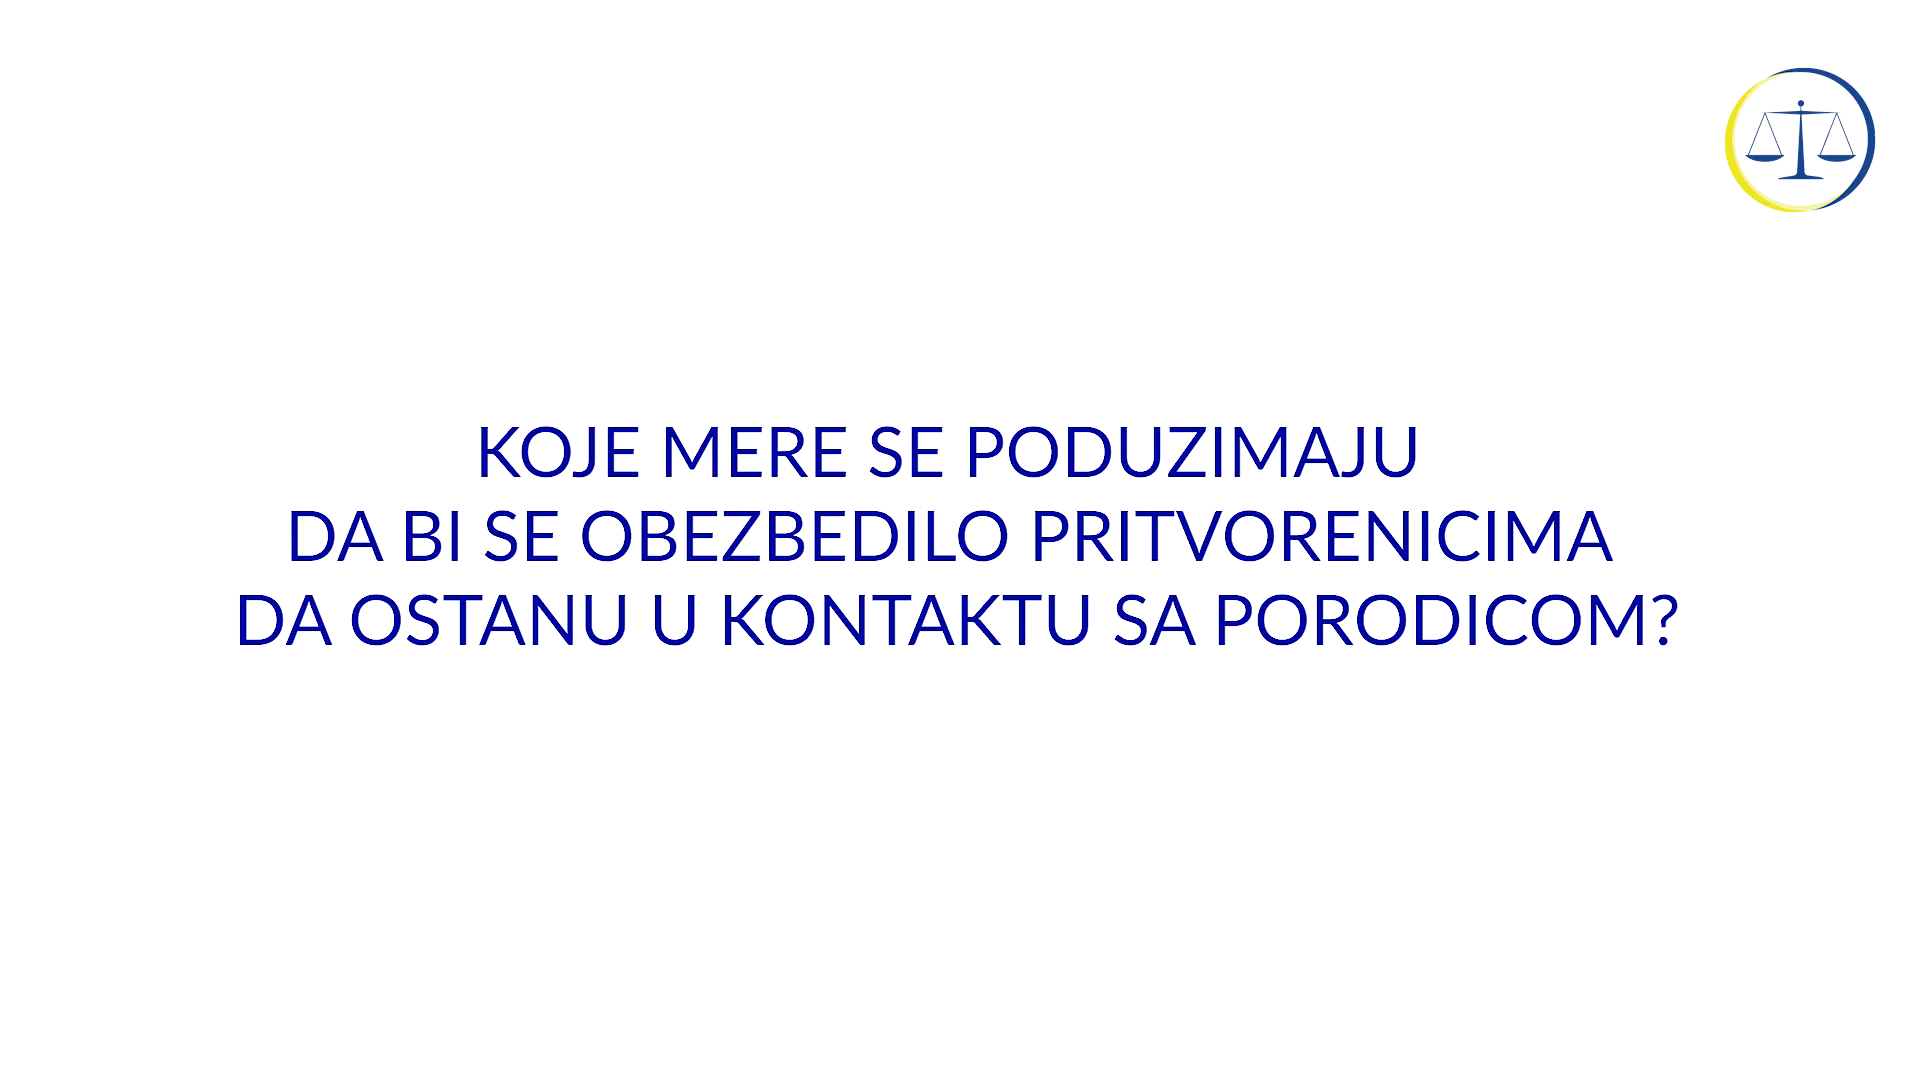 KOJE MERE SE PODUZIMAJU
DA BI SE OBEZBEDILO PRITVORENICIMA
DA OSTANU U KONTAKTU SA PORODICOM?